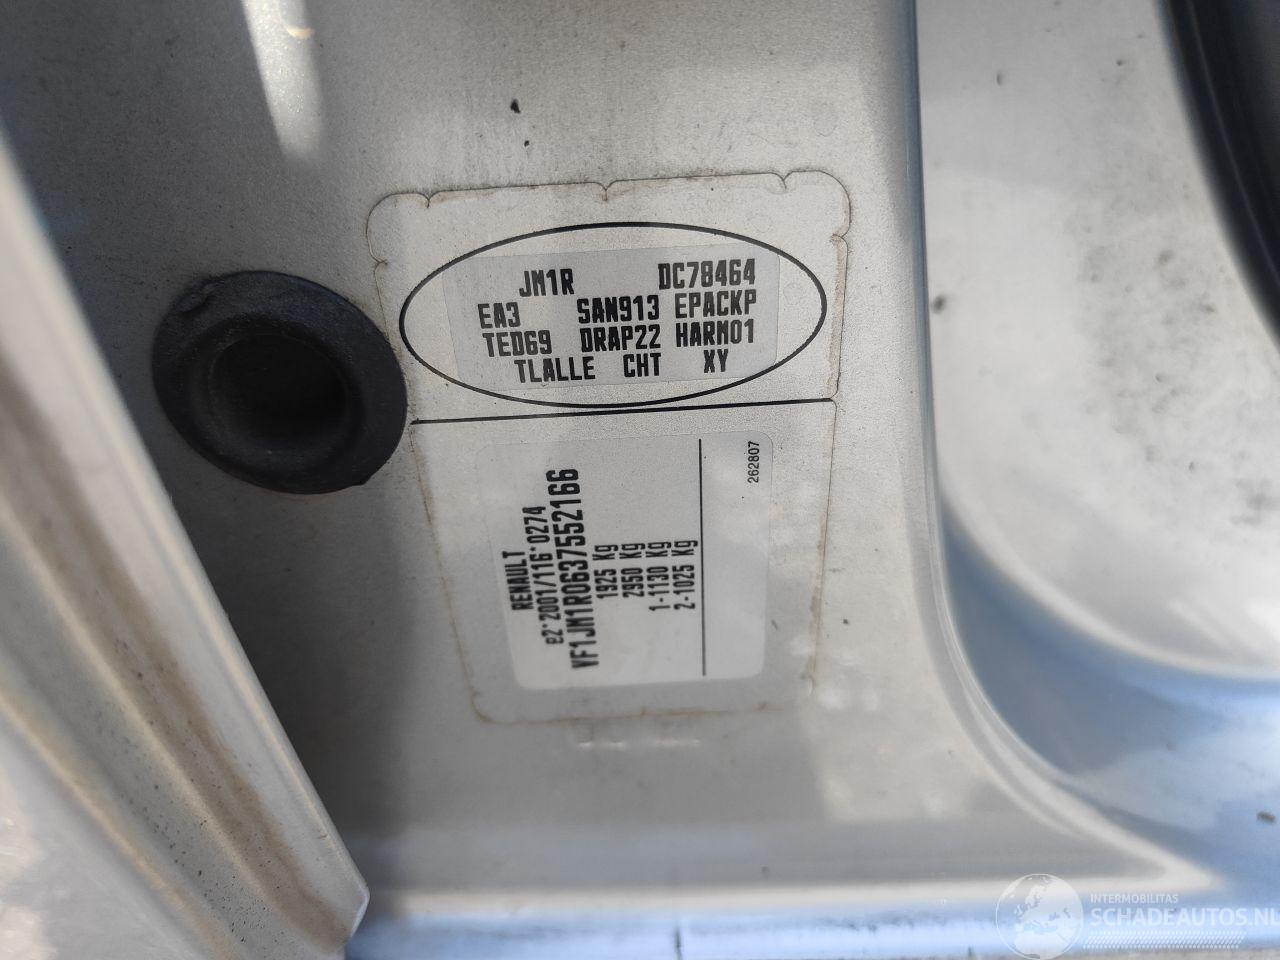 JM1R DC78464
EA3 SAN913 EPACKP
TED69 DRAP22 HARM01
TLALLE CHT XY
RENAULT
e2*2001/116*0274
VF1JM1R0637552166
1925 Kg
2950 Kg
1-1130 Kg
2-1025 Kg
262807
INTERMOBILITAS
SCHADEAUTOS.NL